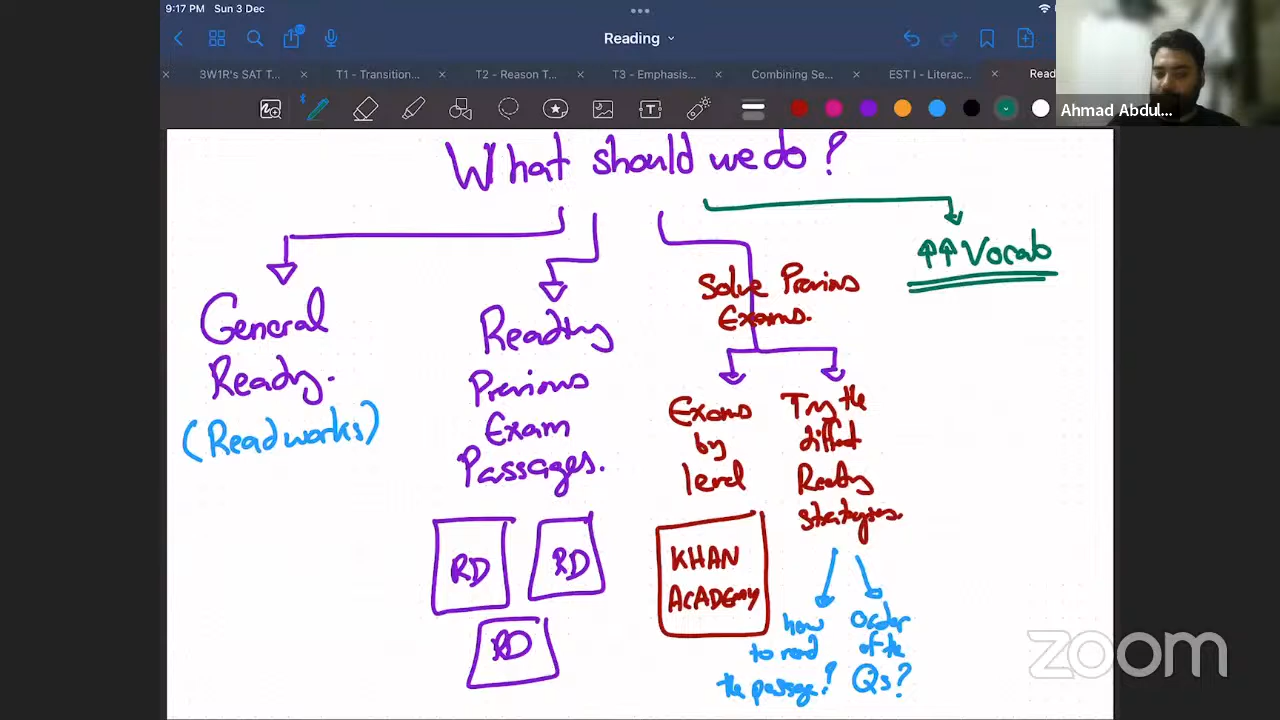 9:17 PM Sun 3 Dec
Reading
3W1R's SAT T...
T1 - Transition...
T2 - Reason T...
T3 - Emphasis...
Combining Se...
EST I - Literac...
Read
Ahmad Abdul...
What should we do?
↑↑ Vocab
General
Ready.
(Readworks)
Reading
Previous
Exam
Passages.
RD
RD
RD
Solve Previous
Exams.
Exams
by
level
KHAN
ACADEMY
Try the
diffent
Reading
strategies.
how
to read
the passage?
Order
of the
Qs?
zoom